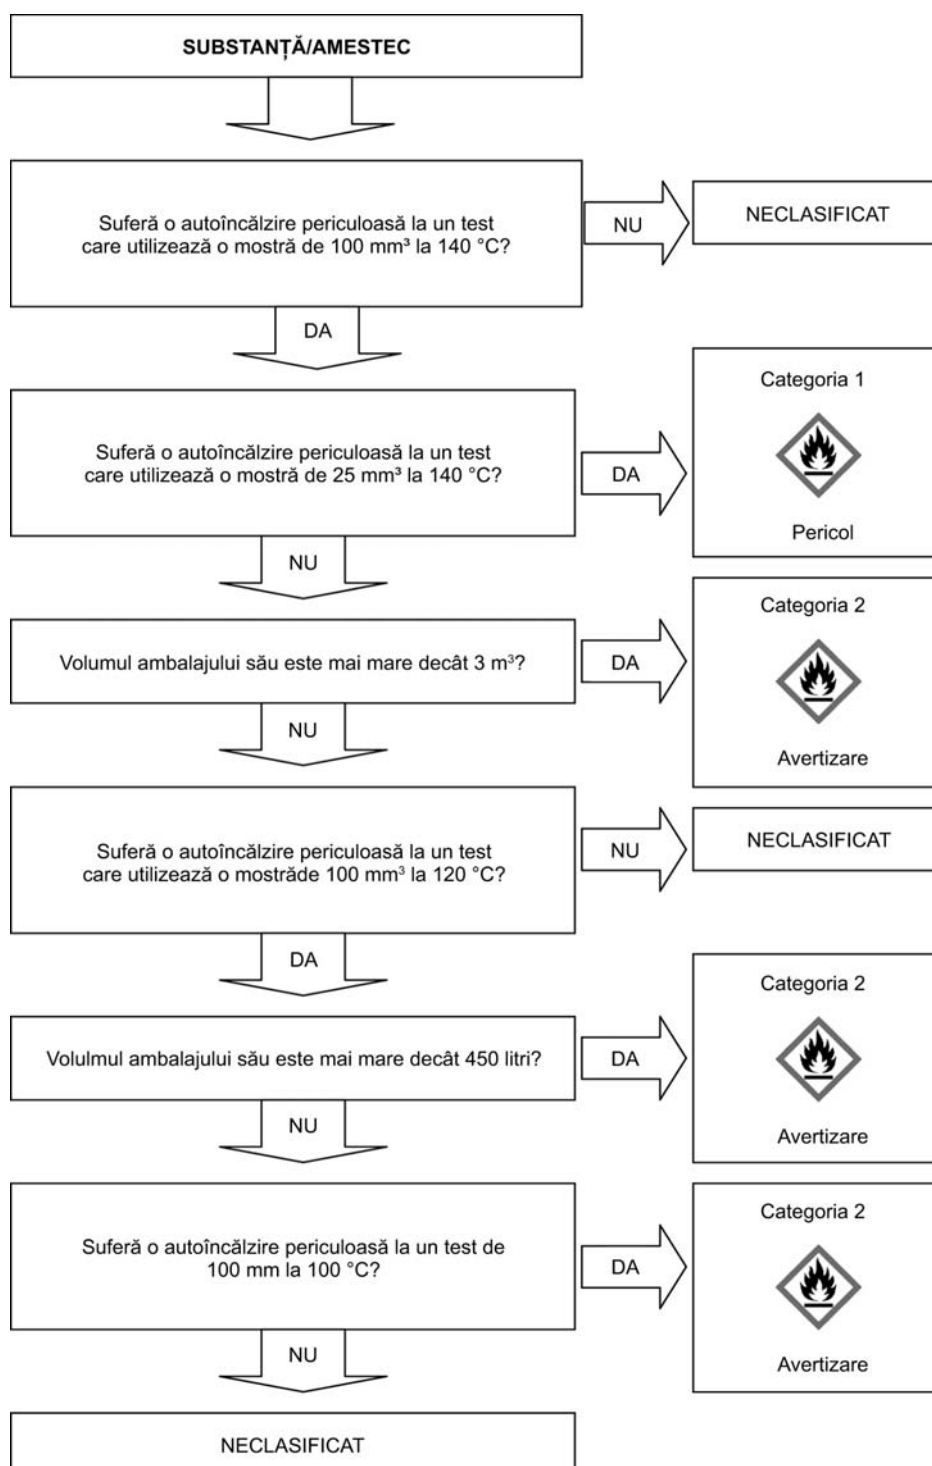 SUBSTANȚĂ/AMESTEC
Suferă o autoîncălzire periculoasă la un test
care utilizează o mostră de 100 mm³ la 140 °C?
NU
NECLASIFICAT
DA
Suferă o autoîncălzire periculoasă la un test
care utilizează o mostră de 25 mm³ la 140 °C?
DA
Categoria 1
Pericol
NU
Volumul ambalajului său este mai mare decât 3 m³?
DA
Categoria 2
Avertizare
NU
Suferă o autoîncălzire periculoasă la un test
care utilizează o mostrăde 100 mm³ la 120 °C?
NU
NECLASIFICAT
DA
Volulmul ambalajului său este mai mare decât 450 litri?
DA
Categoria 2
Avertizare
NU
Suferă o autoîncălzire periculoasă la un test de
100 mm la 100 °C?
DA
Categoria 2
Avertizare
NU
NECLASIFICAT